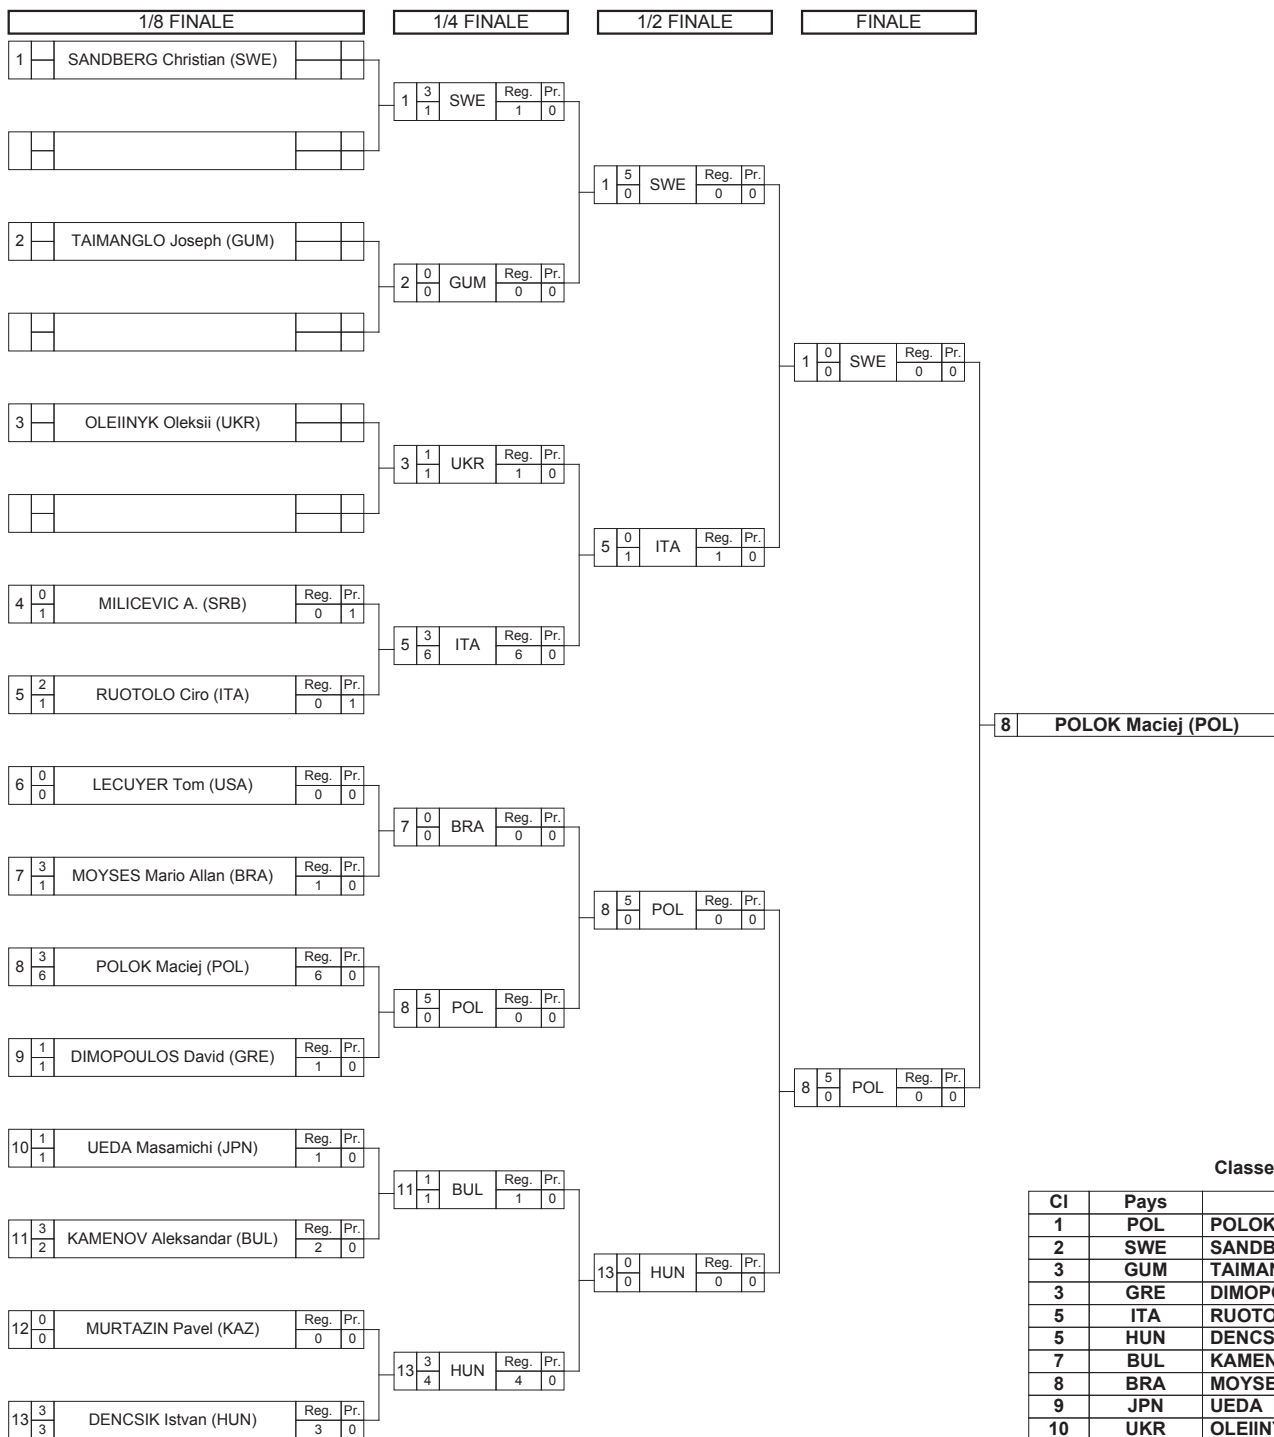 1/8 FINALE 1/4 FINALE 1/2 FINALE FINALE
1 SANDBERG Christian (SWE)
1 3 1 SWE Reg. Pr. 1 0
1 5 0 SWE Reg. Pr. 0 0
2 TAIMANGLO Joseph (GUM)
2 0 0 GUM Reg. Pr. 0 0
1 0 0 SWE Reg. Pr. 0 0
3 OLEIINYK Oleksii (UKR)
3 1 1 UKR Reg. Pr. 1 0
5 0 1 ITA Reg. Pr. 1 0
4 0 1 MILICEVIC A. (SRB) Reg. Pr. 0 1
5 3 6 ITA Reg. Pr. 6 0
5 2 1 RUOTOLO Ciro (ITA) Reg. Pr. 0 1
8 POLOK Maciej (POL)
6 0 0 LECUYER Tom (USA) Reg. Pr. 0 0
7 0 0 BRA Reg. Pr. 0 0
7 3 1 MOYSES Mario Allan (BRA) Reg. Pr. 1 0
8 5 0 POL Reg. Pr. 0 0
8 3 6 POLOK Maciej (POL) Reg. Pr. 6 0
8 5 0 POL Reg. Pr. 0 0
9 1 1 DIMOPOULOS David (GRE) Reg. Pr. 1 0
8 5 0 POL Reg. Pr. 0 0
10 1 1 UEDA Masamichi (JPN) Reg. Pr. 1 0
11 1 1 BUL Reg. Pr. 1 0
11 3 2 KAMENOV Aleksandar (BUL) Reg. Pr. 2 0
13 0 0 HUN Reg. Pr. 0 0
12 0 0 MURTAZIN Pavel (KAZ) Reg. Pr. 0 0
13 3 4 HUN Reg. Pr. 4 0
13 3 3 DENCSIK Istvan (HUN) Reg. Pr. 3 0
Classe
Cl Pays
1 POL POLOK
2 SWE SANDB
3 GUM TAIMAN
3 GRE DIMOPO
5 ITA RUOTO
5 HUN DENCS
7 BUL KAMEN
8 BRA MOYSE
9 JPN UEDA
10 UKR OLEIIN